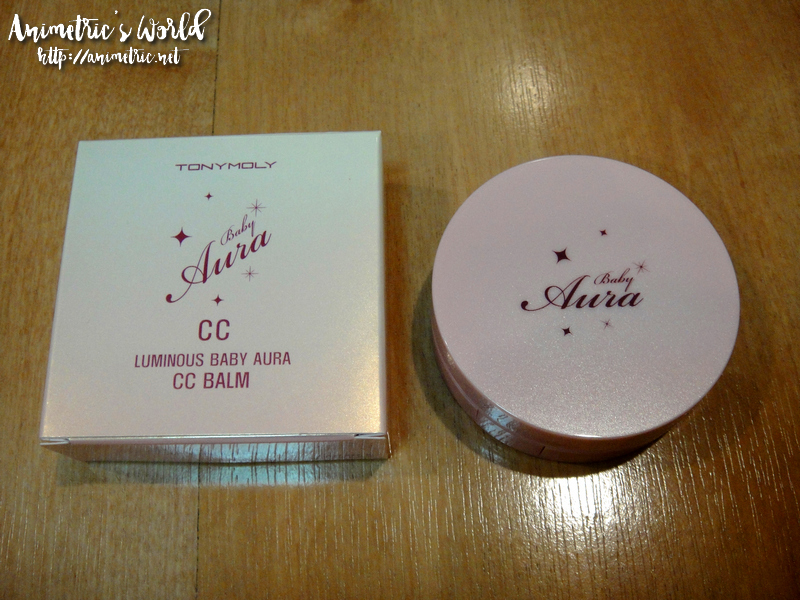 Animetric's World
http://animetric.net
TONYMOLY
Baby
Aura
CC
LUMINOUS BABY AURA
CC BALM
Baby
Aura